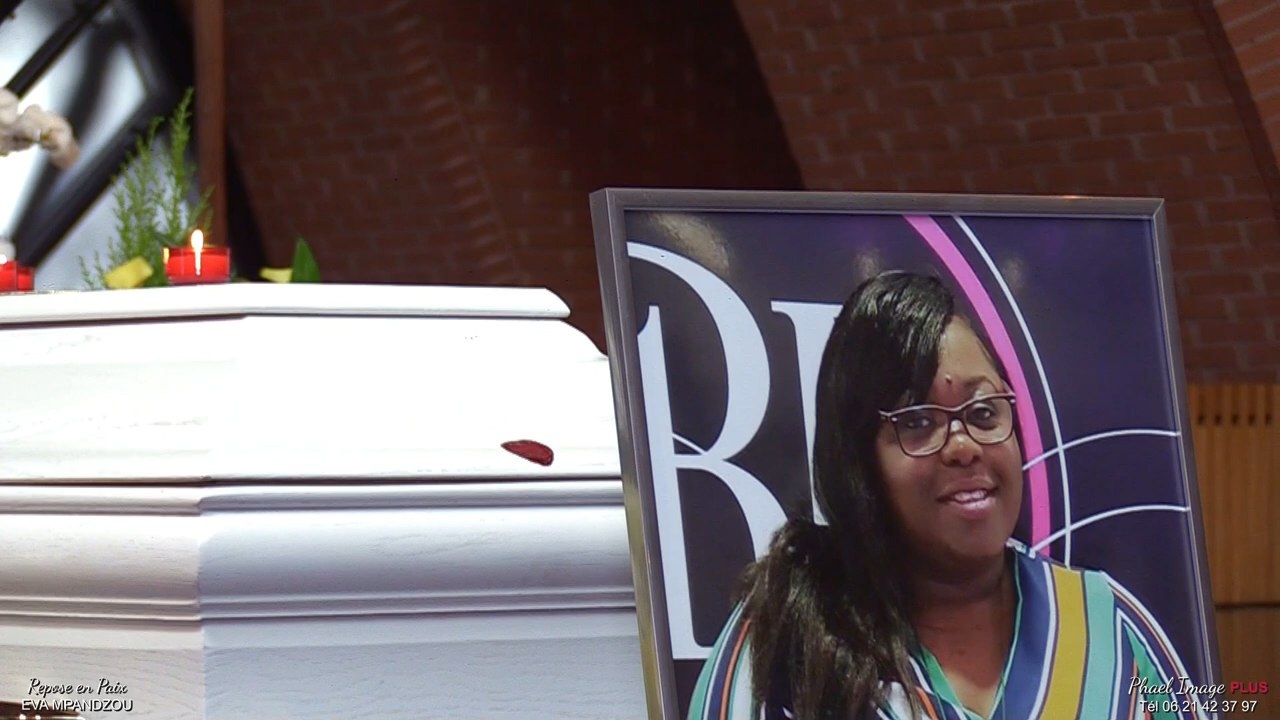 Repose en Paix
EVA MPANDZOU
Phael Image PLUS
Tél 06 21 42 37 97